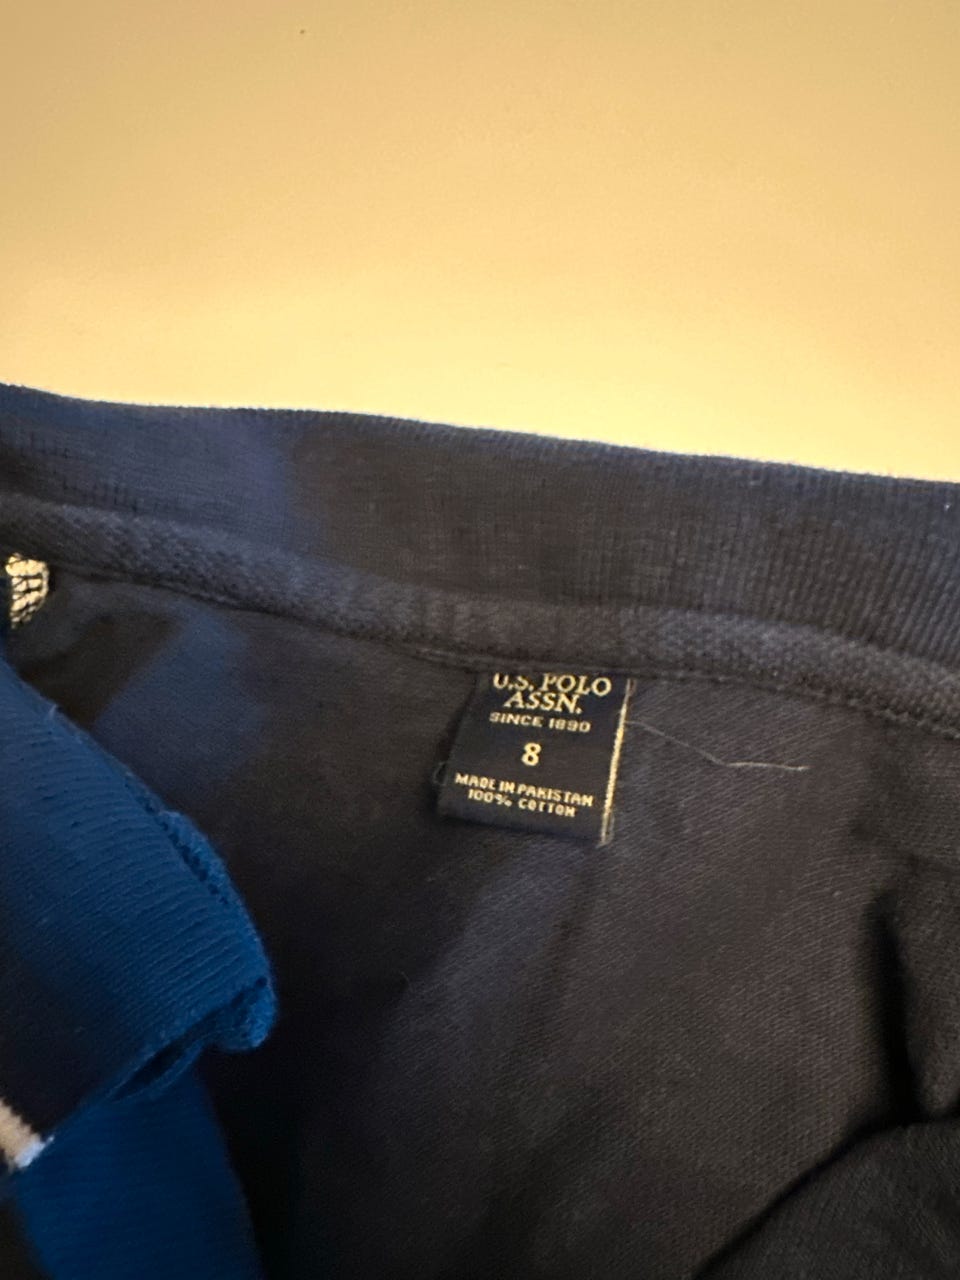 U.S. POLO
ASSN.
SINCE 1890
8
MADE IN PAKISTAN
100% COTTON